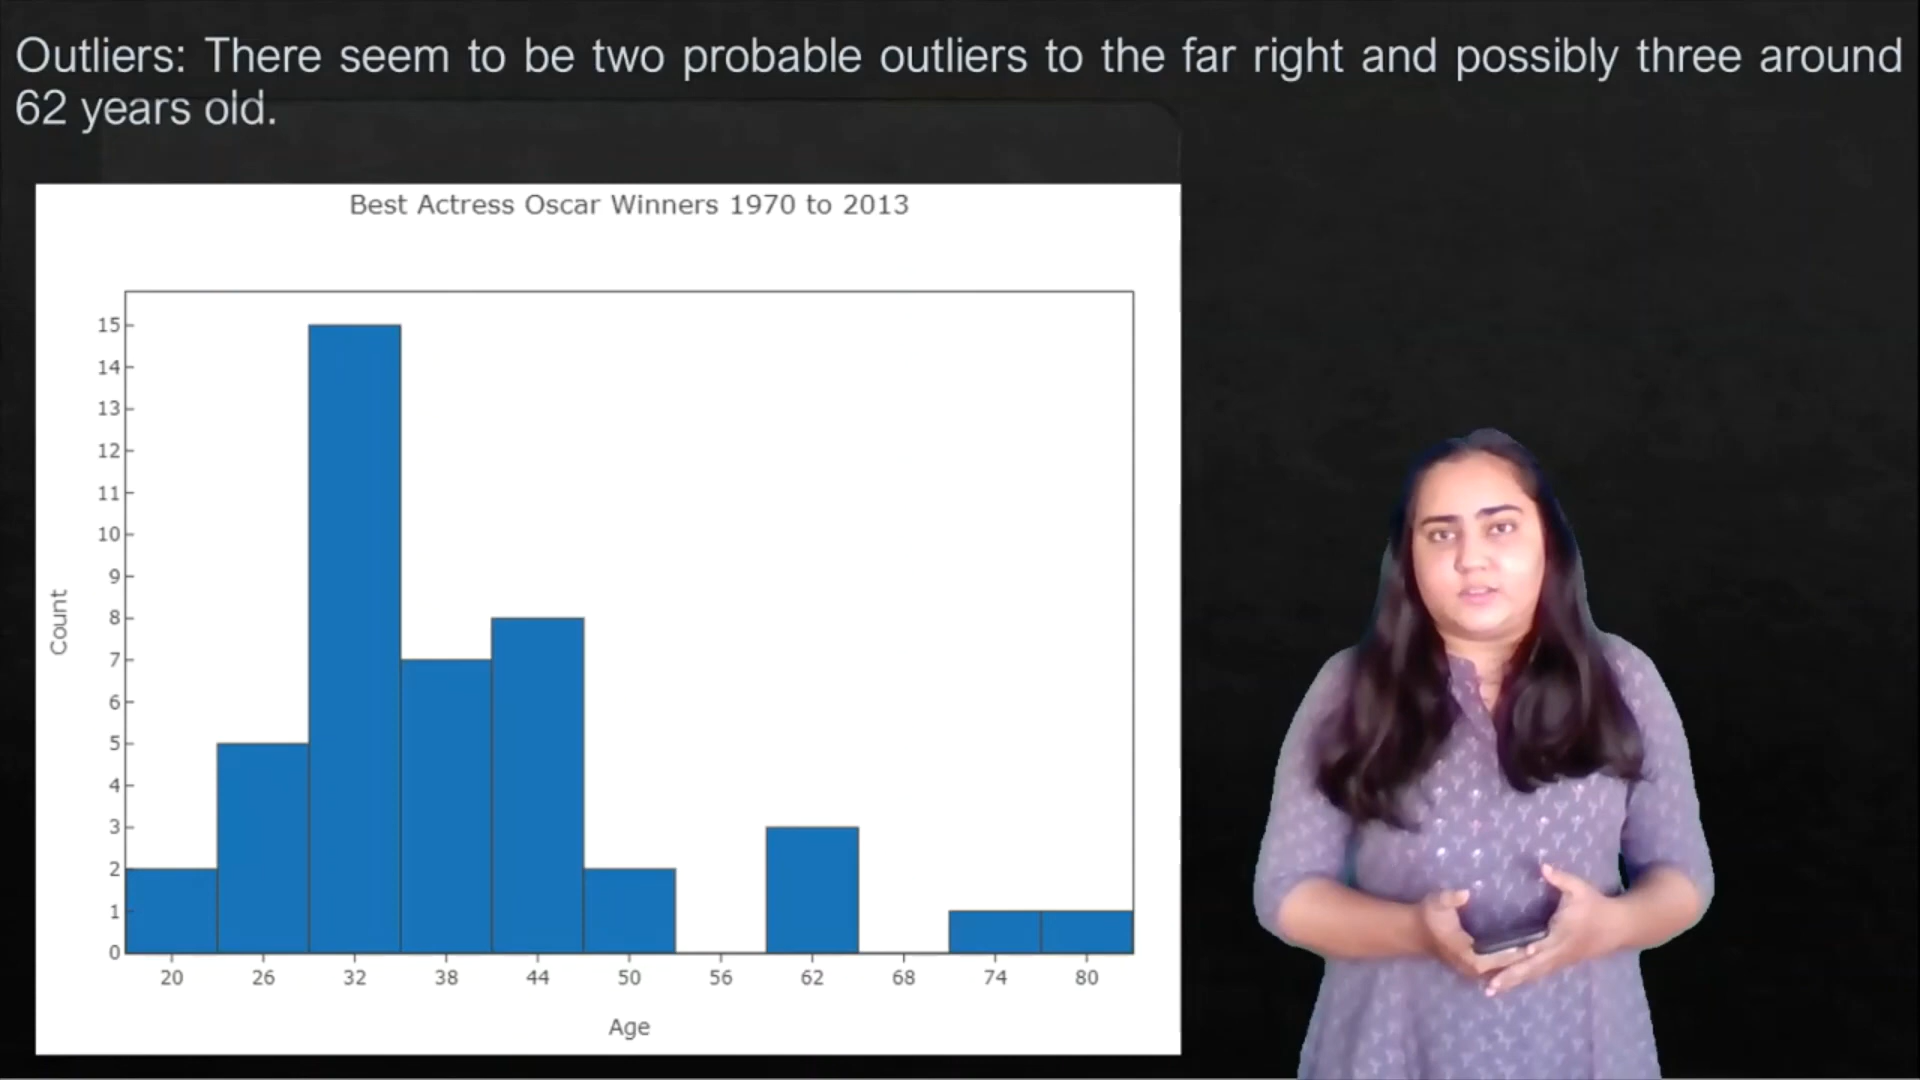 Outliers: There seem to be two probable outliers to the far right and possibly three around
62 years old.
Best Actress Oscar Winners 1970 to 2013
15
14
13
12
11
10
9
8
7
6
5
4
3
2
1
0
Count
20 26 32 38 44 50 56 62 68 74 80
Age